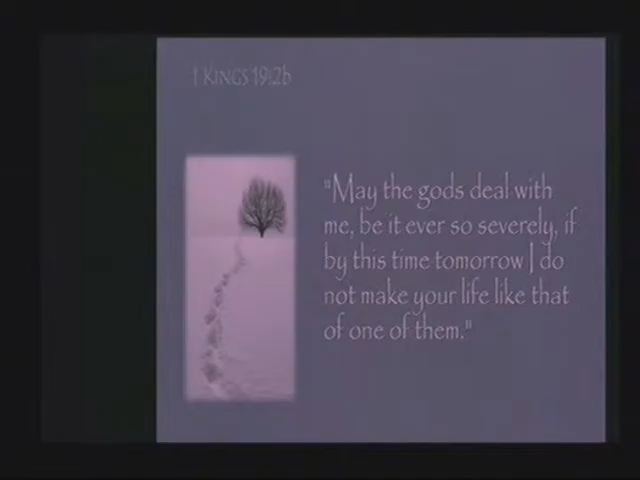 1 Kings 19:2b
"May the gods deal with
me, be it ever so severely, if
by this time tomorrow I do
not make your life like that
of one of them."